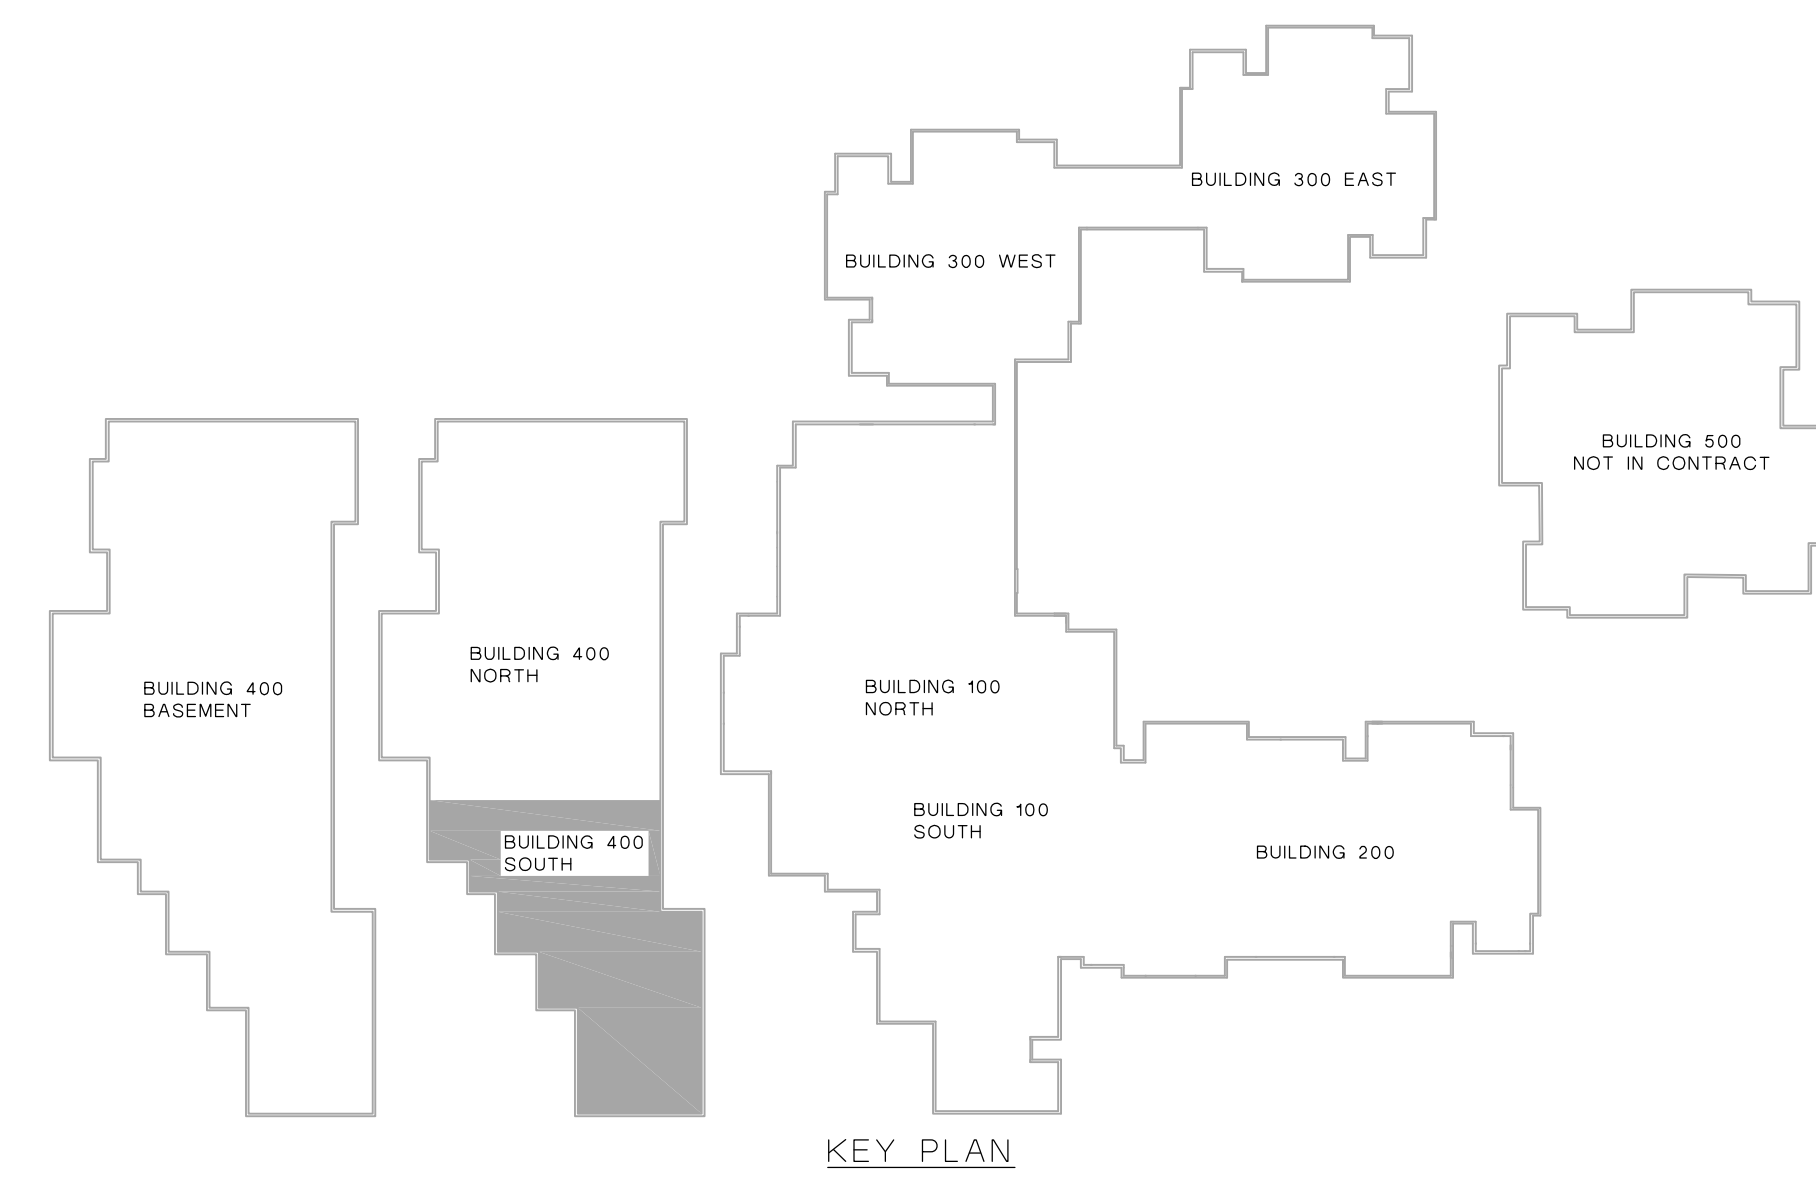 BUILDING 300 EAST
BUILDING 300 WEST
BUILDING 500
NOT IN CONTRACT
BUILDING 400
NORTH
BUILDING 400
BASEMENT
BUILDING 100
NORTH
BUILDING 100
SOUTH
BUILDING 400
SOUTH
BUILDING 200
KEY PLAN